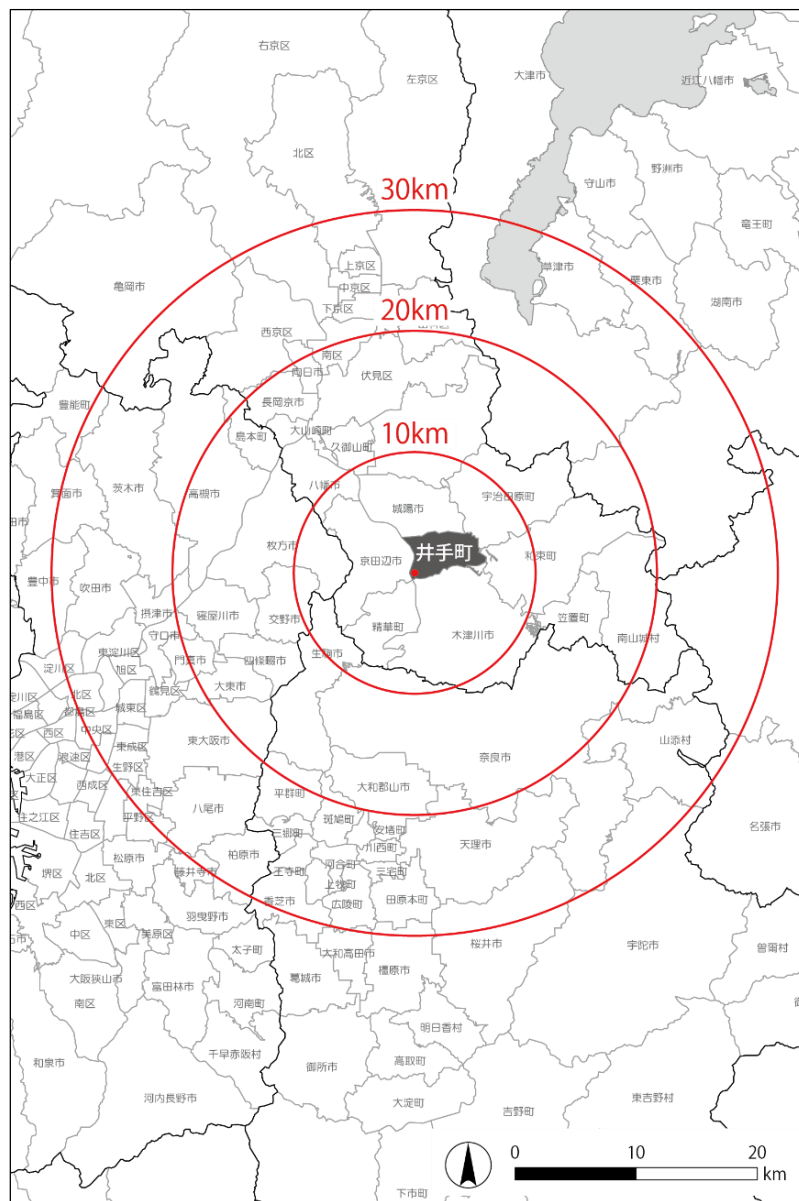 右京区
左京区
大津市
近江八幡市
北区
守山市
野洲市
30km
竜王町
上京区
草津市
栗東市
亀岡市
中京区
湖南市
下京区
20km
西京区
南区
向日市
伏見区
長岡京市
豊能町
10km
大山崎町
島本町
久御山町
箕面市
茨木市
高槻市
八幡市
城陽市
宇治田原町
枚方市
京田辺市
井手町
和束町
豊中市
吹田市
摂津市
寝屋川市
交野市
精華町
木津川市
笠置町
南山城村
守口市
東淀川区
生駒市
淀川区
旭区
門真市
四條畷市
北区
鶴見区
大東市
福島区
都島区
城東区
西区
中央区
東大阪市
奈良市
山添村
港区
浪速区
東成区
生野区
大正区
西成区
東住吉区
平群町
大和郡山市
八尾市
住之江区
平野区
斑鳩町
安堵町
名張市
住吉区
三郷町
川西町
天理市
松原市
柏原市
堺区
藤井寺市
王寺町
河合町
三宅町
北区
上牧町
西区
香芝市
広陵町
田原本町
羽曳野市
中区
東区
美原区
太子町
大和高田市
桜井市
宇陀市
曽爾村
大阪狭山市
富田林市
葛城市
橿原市
南区
河南町
明日香村
和泉市
千早赤阪村
御所市
高取町
河内長野市
大淀町
吉野町
東吉野村
下市町
0
10
20
km